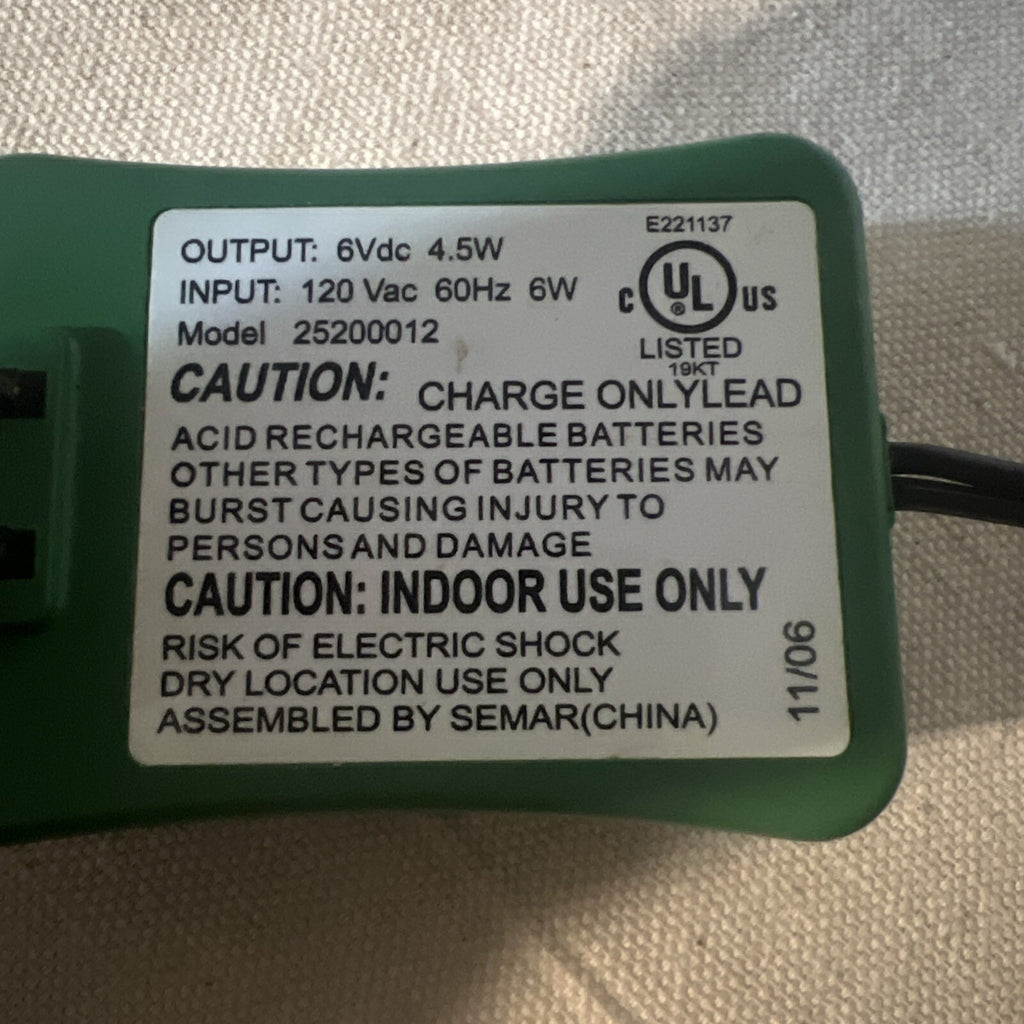 E221137
OUTPUT: 6Vdc 4.5W
INPUT: 120 Vac 60Hz 6W
C UL ® US
Model 25200012
LISTED
19KT
CAUTION: CHARGE ONLYLEAD
ACID RECHARGEABLE BATTERIES
OTHER TYPES OF BATTERIES MAY
BURST CAUSING INJURY TO
PERSONS AND DAMAGE
CAUTION: INDOOR USE ONLY
RISK OF ELECTRIC SHOCK
DRY LOCATION USE ONLY
ASSEMBLED BY SEMAR(CHINA)
11/06